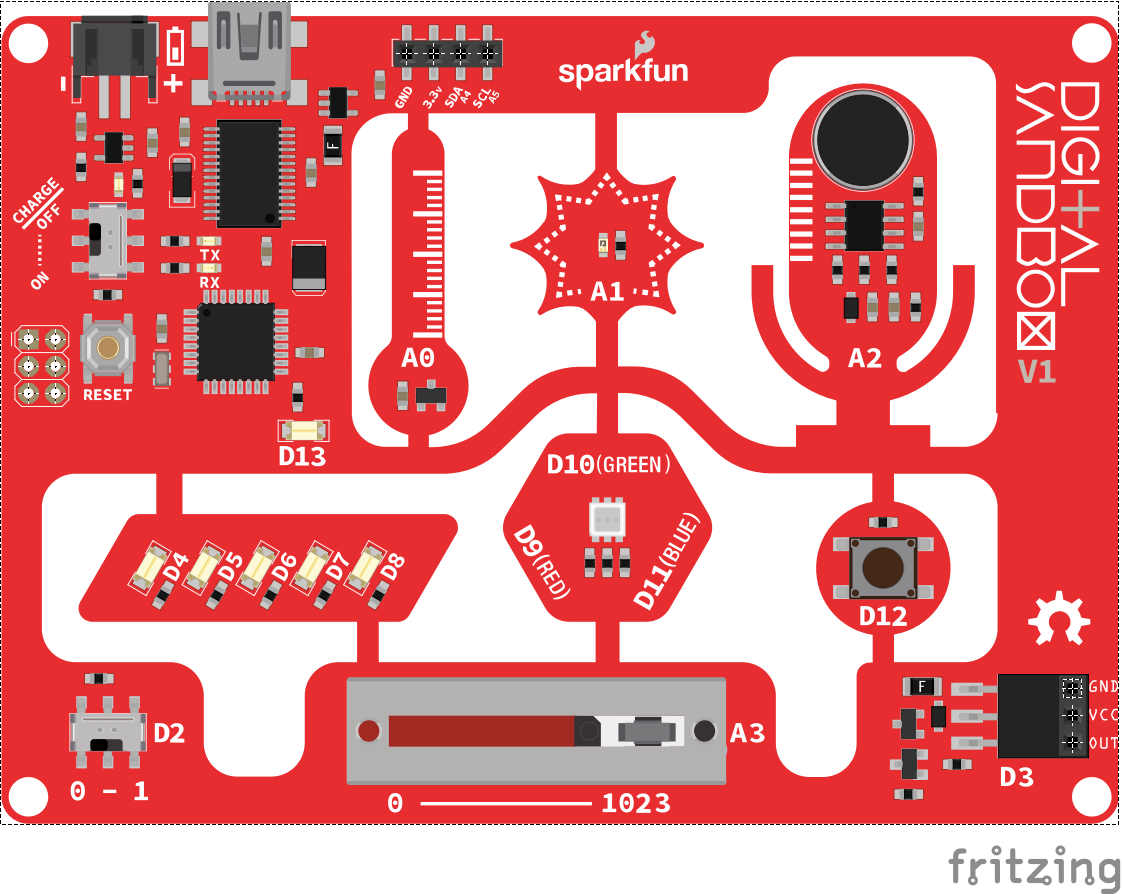 sparkfun
- +
GND 3.3v SDA A4 SCL A5
F
DIGITAL
SANDBOX
V1
CHARGE
OFF
ON
TX
RX
RESET
D13
A0
A1
A2
D10(GREEN)
D9(RED)
D11(BLUE)
D4 D5 D6 D7 D8
D12
D2
0 - 1
A3
0 1023
F
GND
VCC
OUT
D3
fritzing